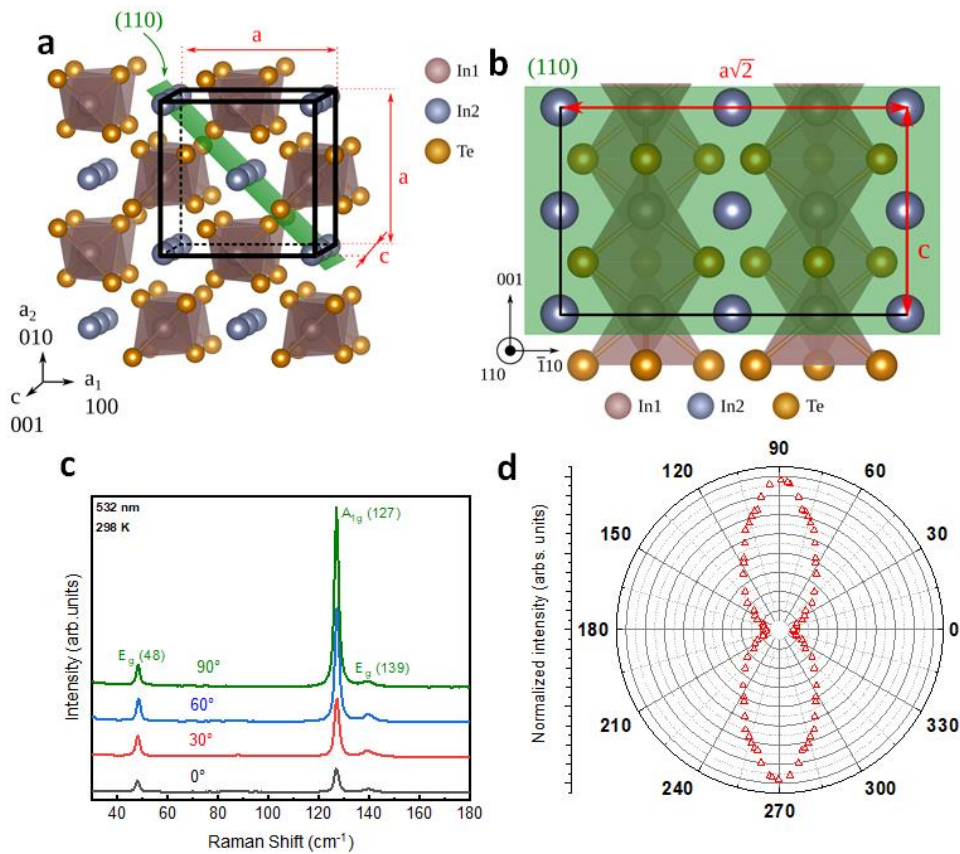 a
(110)
a
In1
In2
Te
a
c
a₂
010
a₁
100
c
001
b
(110)
a√2
c
001
110
1̅10
In1
In2
Te
c
532 nm
298 K
A₁g (127)
Eg (48)
Eg (139)
90°
60°
30°
0°
Intensity (arb.units)
40 60 80 100 120 140 160 180
Raman Shift (cm⁻¹)
d
Normalized intensity (arbs. units)
90
120 60
150 30
180 0
210 330
240 300
270